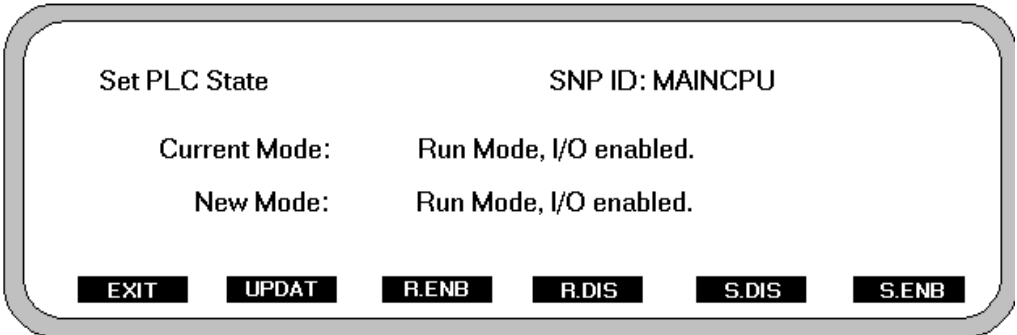 Set PLC State SNP ID: MAINCPU
Current Mode: Run Mode, I/O enabled.
New Mode: Run Mode, I/O enabled.
EXIT UPDAT R.ENB R.DIS S.DIS S.ENB